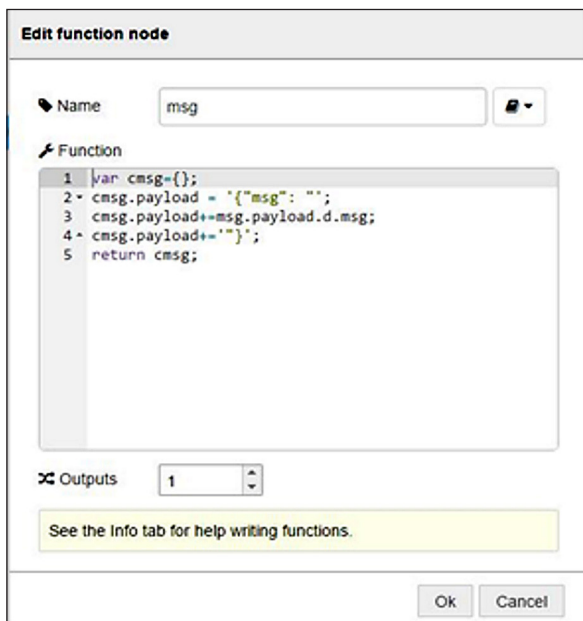 Edit function node
Name
msg
Function
1 var cmsg={};
2 cmsg.payload = '{"msg": "';
3 cmsg.payload+=msg.payload.d.msg;
4 cmsg.payload+='"}';
5 return cmsg;
Outputs
1
See the Info tab for help writing functions.
Ok Cancel